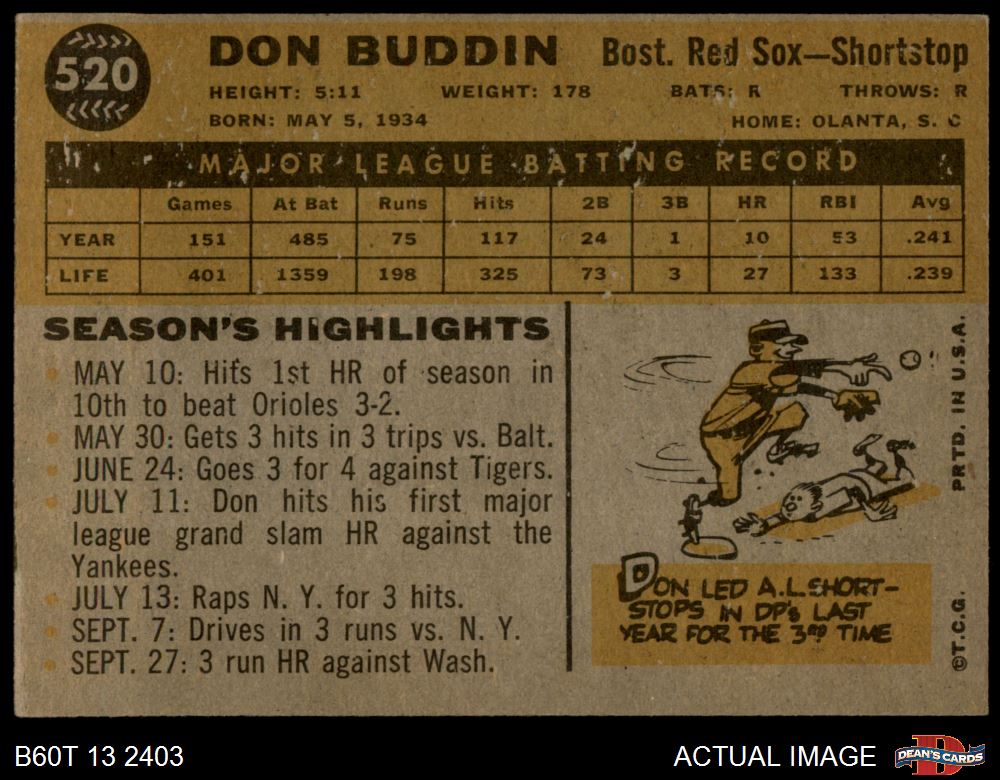 520
DON BUDDIN Bost. Red Sox—Shortstop
HEIGHT: 5:11 WEIGHT: 178 BATS: R THROWS: R
BORN: MAY 5, 1934 HOME: OLANTA, S. C
MAJOR LEAGUE BATTING RECORD
Games At Bat Runs Hits 2B 3B HR RBI Avg
YEAR 151 485 75 117 24 1 10 53 .241
LIFE 401 1359 198 325 73 3 27 133 .239
SEASON'S HIGHLIGHTS
MAY 10: Hits 1st HR of season in
10th to beat Orioles 3-2.
MAY 30: Gets 3 hits in 3 trips vs. Balt.
JUNE 24: Goes 3 for 4 against Tigers.
JULY 11: Don hits his first major
league grand slam HR against the
Yankees.
JULY 13: Raps N. Y. for 3 hits.
SEPT. 7: Drives in 3 runs vs. N. Y.
SEPT. 27: 3 run HR against Wash.
DON LED A.L. SHORT-
STOPS IN DP's LAST
YEAR FOR THE 3RD TIME
©T.C.G. PRTD. IN U.S.A.
B60T 13 2403 ACTUAL IMAGE DEAN'S CARDS